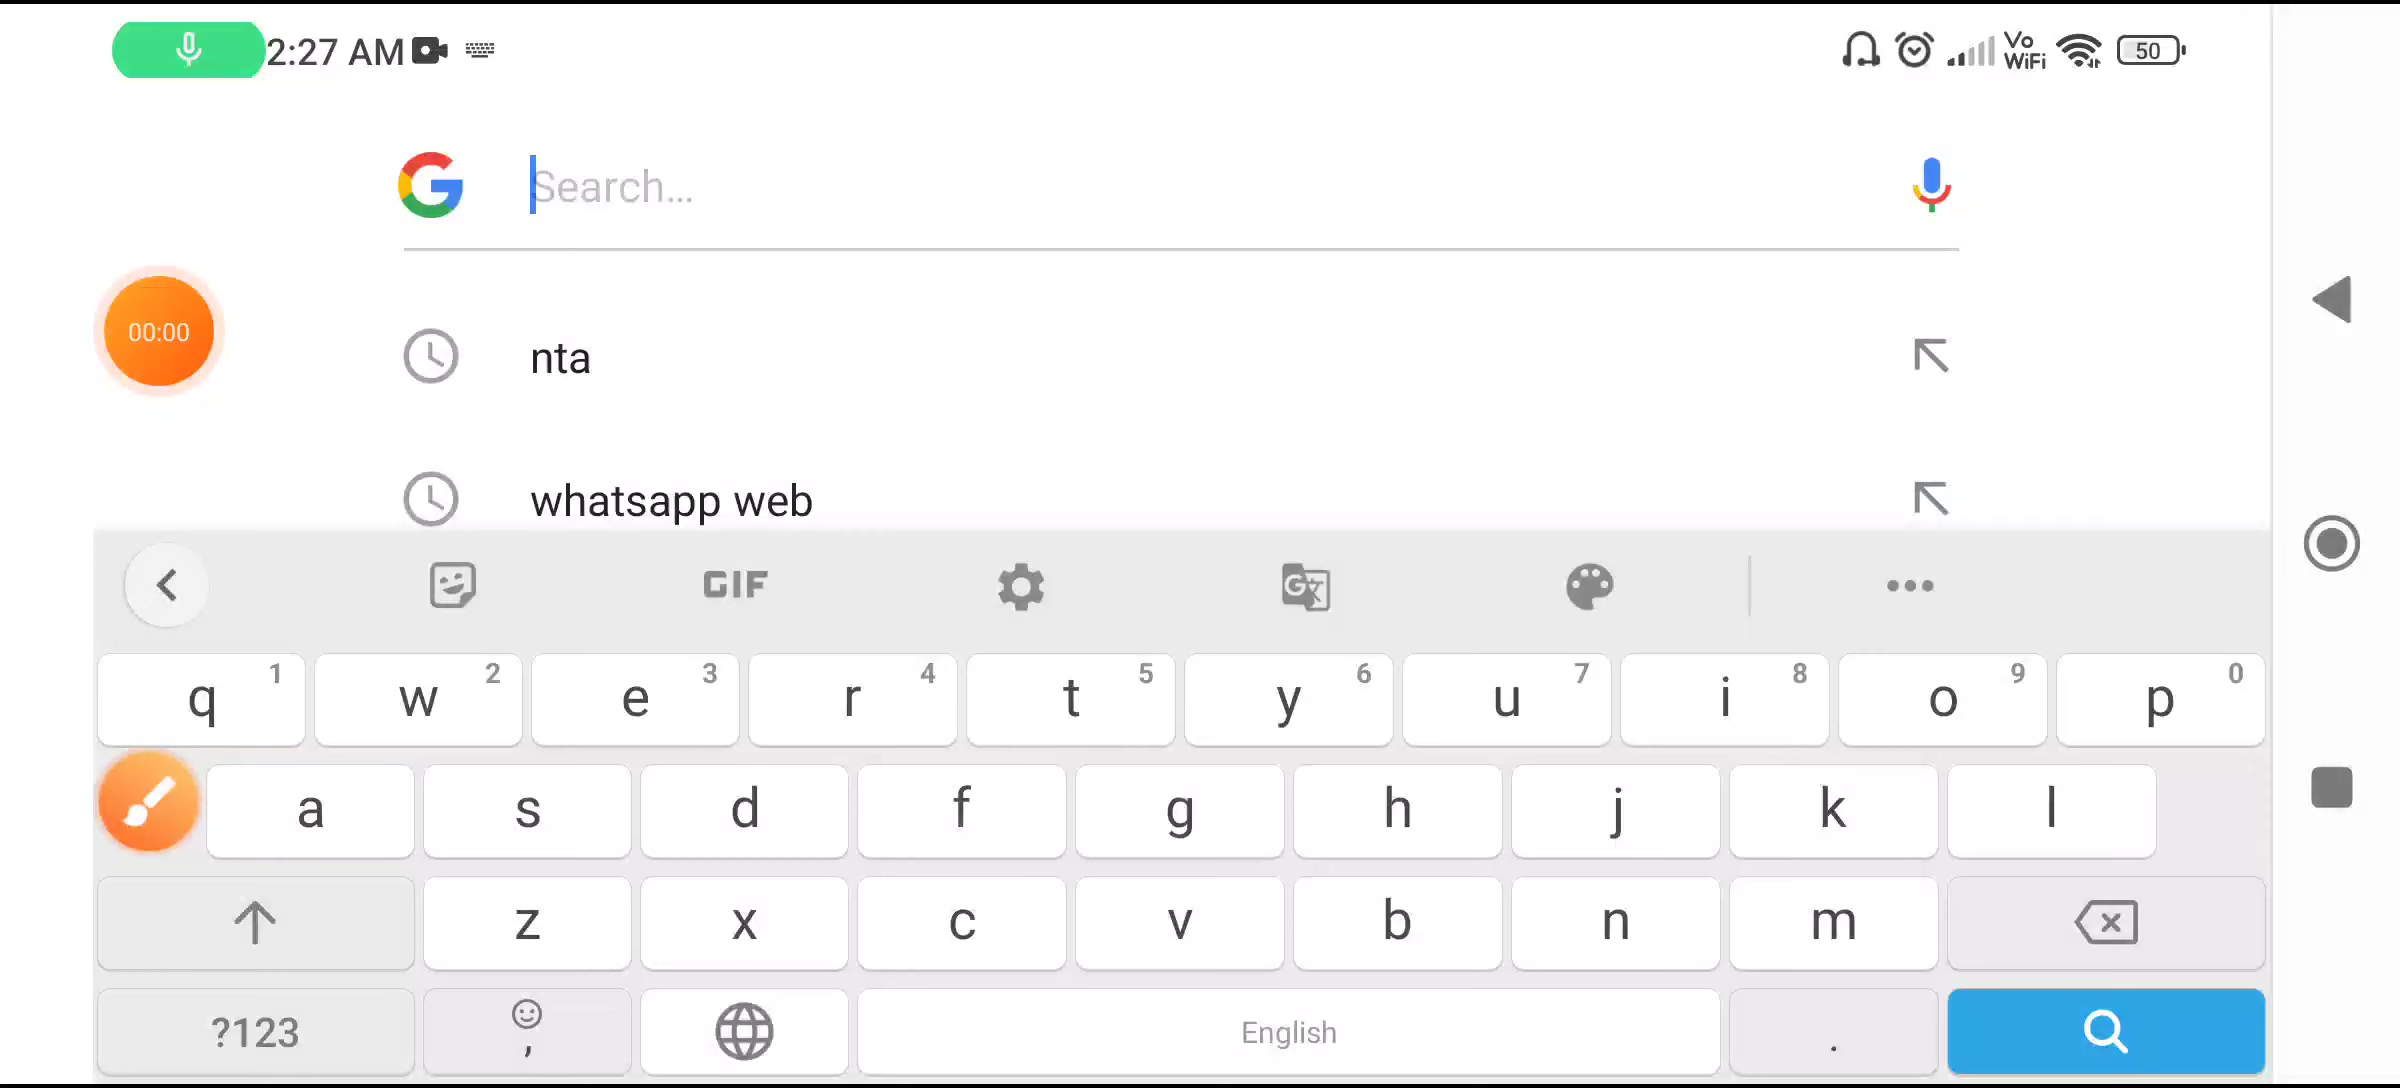 2:27 AM
Vo
WiFi
50
Search...
00:00
nta
whatsapp web
GIF
q 1 w 2 e 3 r 4 t 5 y 6 u 7 i 8 o 9 p 0
a s d f g h j k l
z x c v b n m
?123 , English .